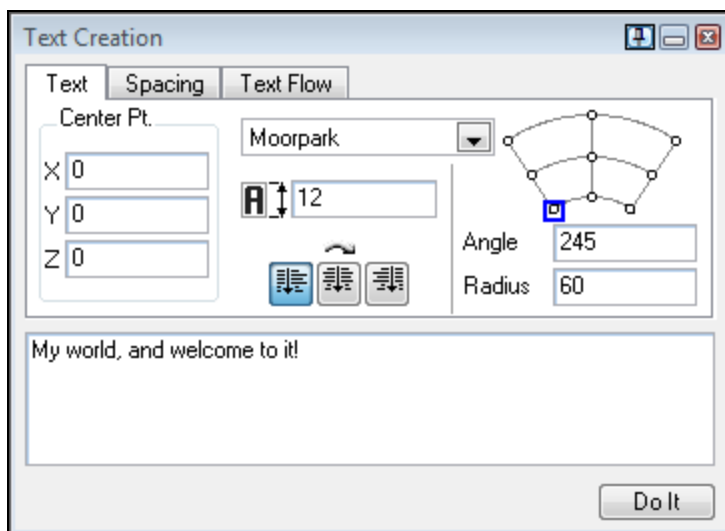 Text Creation
Text Spacing Text Flow
Center Pt.
Moorpark
X 0
A 12
Y 0
Angle 245
Z 0
Radius 60
My world, and welcome to it!
Do It